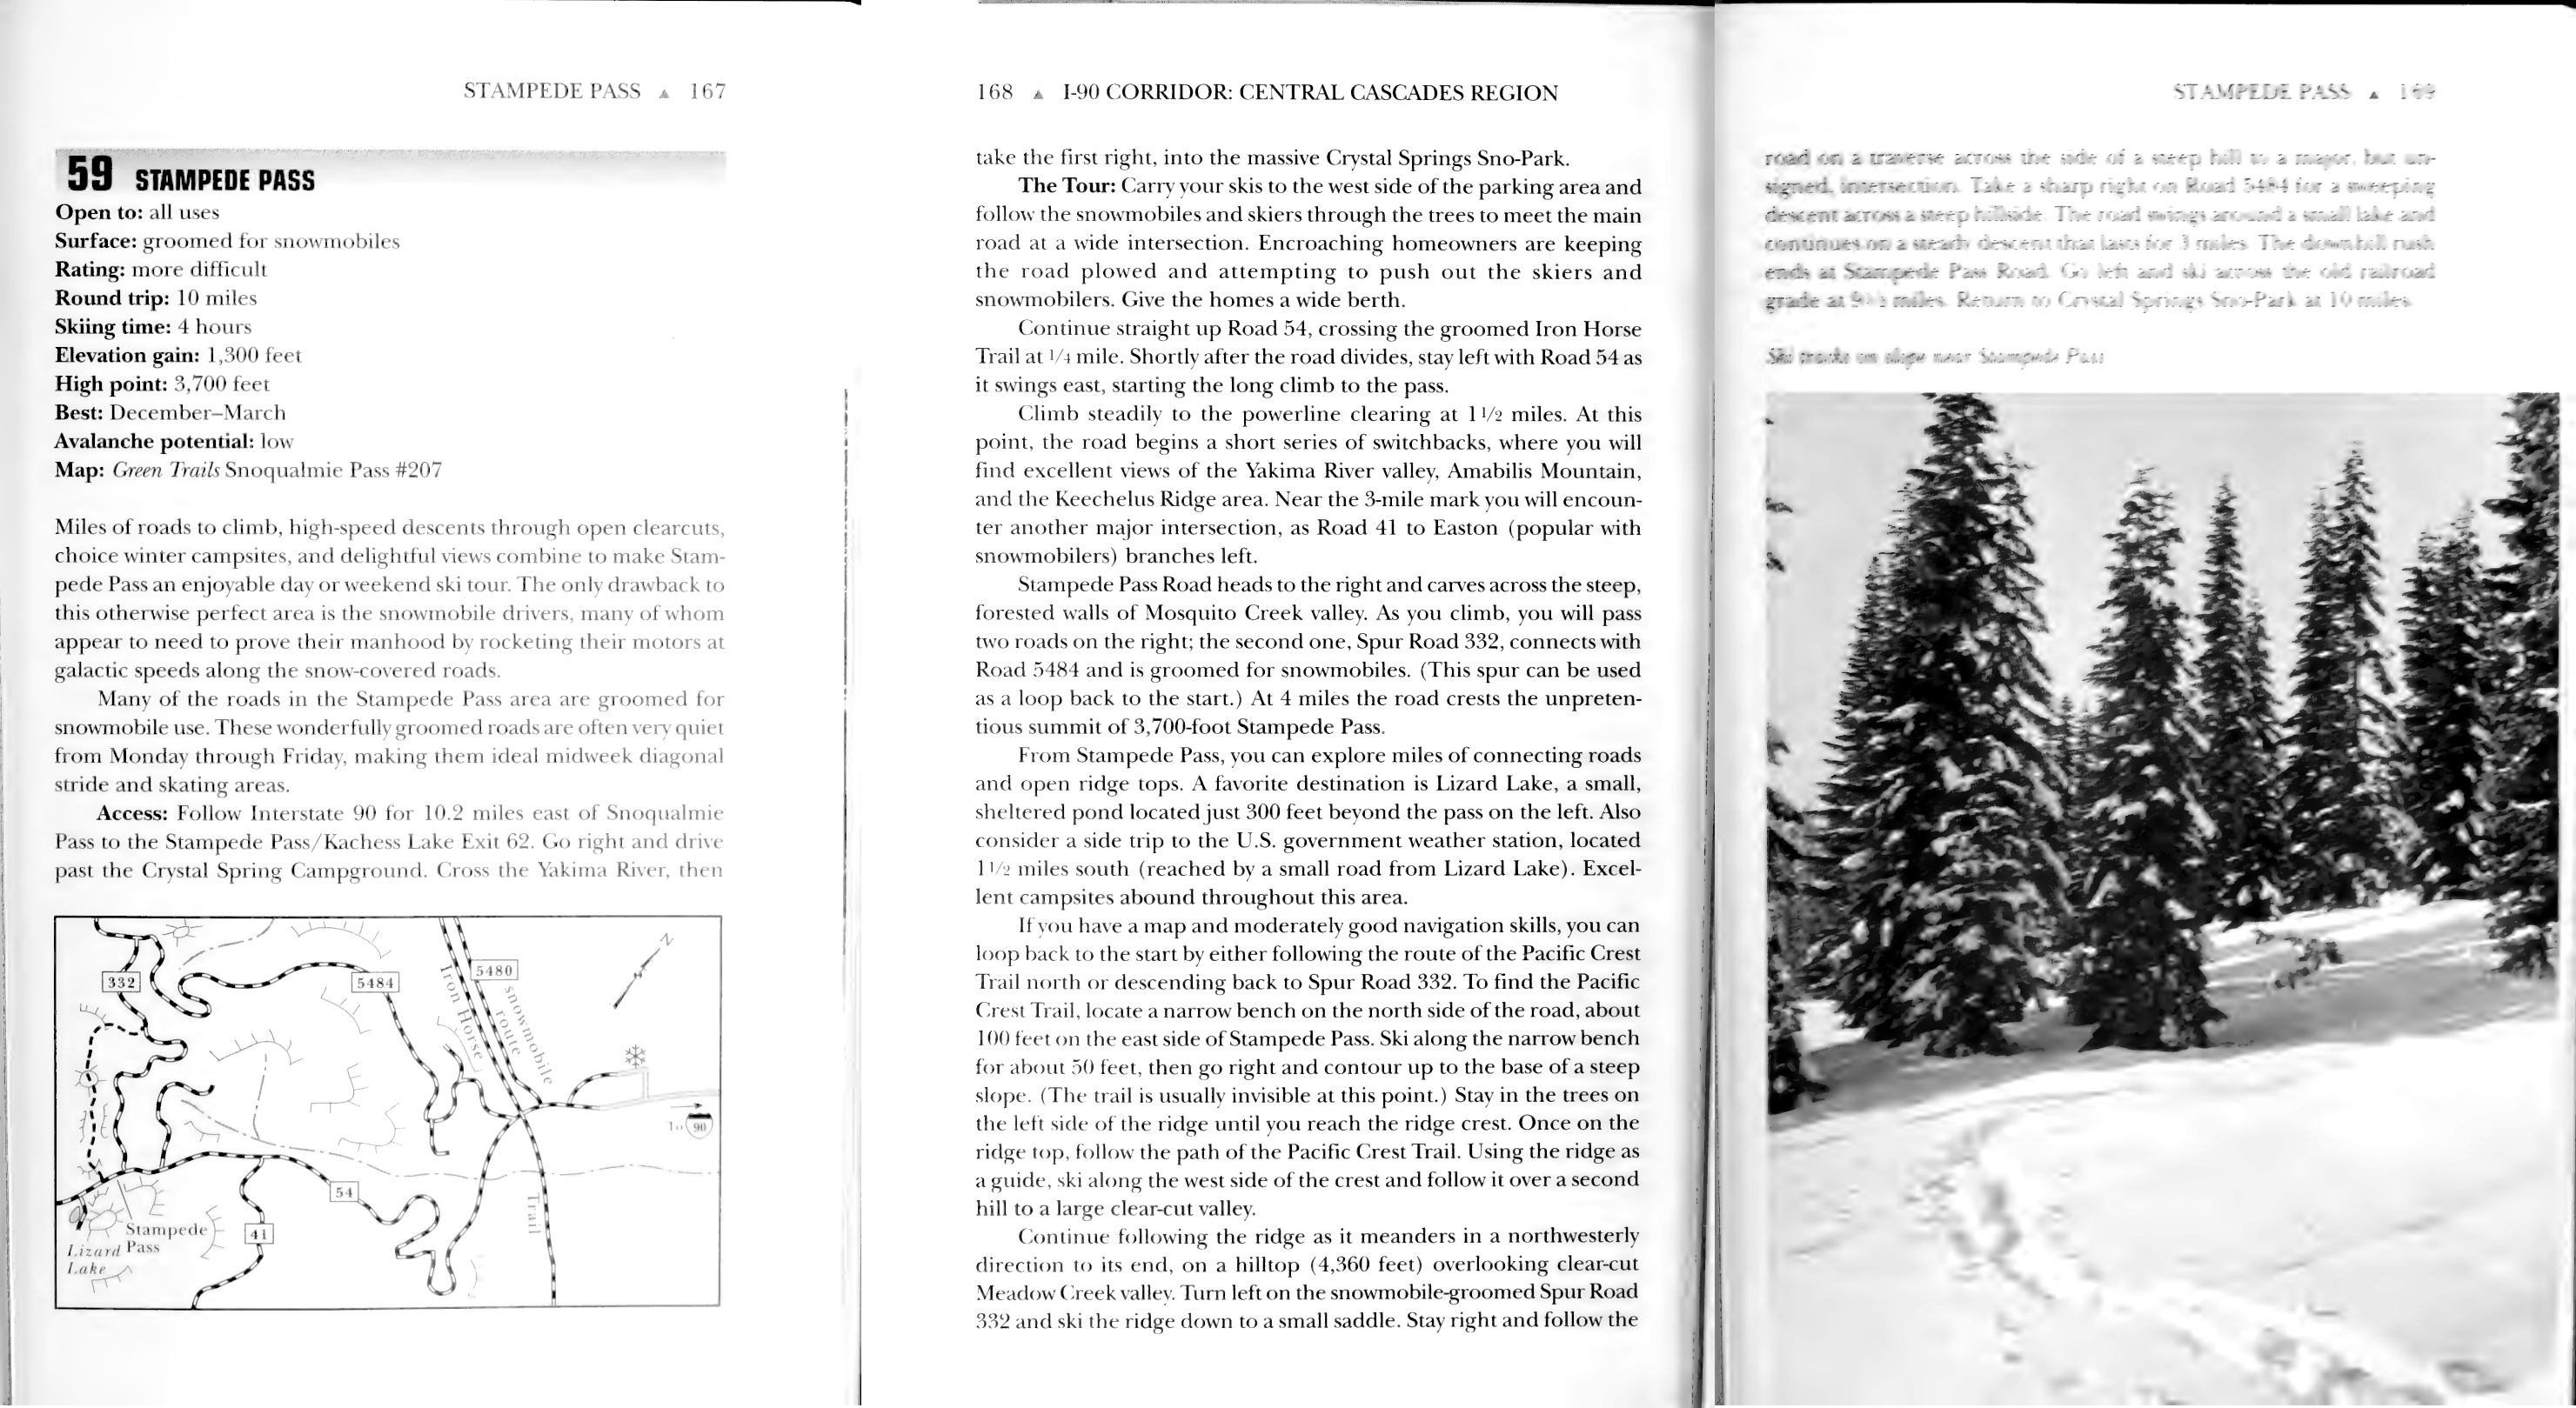 STAMPEDE PASS ▲ 167
59 STAMPEDE PASS
Open to: all uses
Surface: groomed for snowmobiles
Rating: more difficult
Round trip: 10 miles
Skiing time: 4 hours
Elevation gain: 1,300 feet
High point: 3,700 feet
Best: December–March
Avalanche potential: low
Map: Green Trails Snoqualmie Pass #207
Miles of roads to climb, high-speed descents through open clearcuts,
choice winter campsites, and delightful views combine to make Stam-
pede Pass an enjoyable day or weekend ski tour. The only drawback to
this otherwise perfect area is the snowmobile drivers, many of whom
appear to need to prove their manhood by rocketing their motors at
galactic speeds along the snow-covered roads.
Many of the roads in the Stampede Pass area are groomed for
snowmobile use. These wonderfully groomed roads are often very quiet
from Monday through Friday, making them ideal midweek diagonal
stride and skating areas.
Access: Follow Interstate 90 for 10.2 miles east of Snoqualmie
Pass to the Stampede Pass/Kachess Lake Exit 62. Go right and drive
past the Crystal Spring Campground. Cross the Yakima River, then
N
332
5484
5480
Iron Horse
snowmobile
route
to 90
54
Trail
41
Stampede
Pass
Lizard
Lake
168 ▲ I-90 CORRIDOR: CENTRAL CASCADES REGION
take the first right, into the massive Crystal Springs Sno-Park.
The Tour: Carry your skis to the west side of the parking area and
follow the snowmobiles and skiers through the trees to meet the main
road at a wide intersection. Encroaching homeowners are keeping
the road plowed and attempting to push out the skiers and
snowmobilers. Give the homes a wide berth.
Continue straight up Road 54, crossing the groomed Iron Horse
Trail at 1/4 mile. Shortly after the road divides, stay left with Road 54 as
it swings east, starting the long climb to the pass.
Climb steadily to the powerline clearing at 1 1/2 miles. At this
point, the road begins a short series of switchbacks, where you will
find excellent views of the Yakima River valley, Amabilis Mountain,
and the Keechelus Ridge area. Near the 3-mile mark you will encoun-
ter another major intersection, as Road 41 to Easton (popular with
snowmobilers) branches left.
Stampede Pass Road heads to the right and carves across the steep,
forested walls of Mosquito Creek valley. As you climb, you will pass
two roads on the right; the second one, Spur Road 332, connects with
Road 5484 and is groomed for snowmobiles. (This spur can be used
as a loop back to the start.) At 4 miles the road crests the unpreten-
tious summit of 3,700-foot Stampede Pass.
From Stampede Pass, you can explore miles of connecting roads
and open ridge tops. A favorite destination is Lizard Lake, a small,
sheltered pond located just 300 feet beyond the pass on the left. Also
consider a side trip to the U.S. government weather station, located
1 1/2 miles south (reached by a small road from Lizard Lake). Excel-
lent campsites abound throughout this area.
If you have a map and moderately good navigation skills, you can
loop back to the start by either following the route of the Pacific Crest
Trail north or descending back to Spur Road 332. To find the Pacific
Crest Trail, locate a narrow bench on the north side of the road, about
100 feet on the east side of Stampede Pass. Ski along the narrow bench
for about 50 feet, then go right and contour up to the base of a steep
slope. (The trail is usually invisible at this point.) Stay in the trees on
the left side of the ridge until you reach the ridge crest. Once on the
ridge top, follow the path of the Pacific Crest Trail. Using the ridge as
a guide, ski along the west side of the crest and follow it over a second
hill to a large clear-cut valley.
Continue following the ridge as it meanders in a northwesterly
direction to its end, on a hilltop (4,360 feet) overlooking clear-cut
Meadow Creek valley. Turn left on the snowmobile-groomed Spur Road
332 and ski the ridge down to a small saddle. Stay right and follow the
STAMPEDE PASS ▲ 169
road on a traverse across the side of a steep hill to a major, but un-
signed, intersection. Take a sharp right on Road 5484 for a sweeping
descent across a steep hillside. The road swings around a small lake and
continues on a steady descent that lasts for 3 miles. The downhill rush
ends at Stampede Pass Road. Go left and ski across the old railroad
grade at 9 1/2 miles. Return to Crystal Springs Sno-Park at 10 miles.
Ski tracks on slope near Stampede Pass